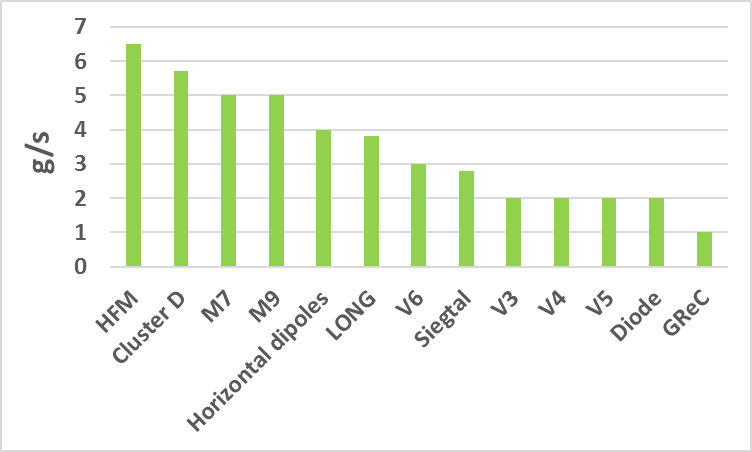 7
6
5
4
3
2
1
0
g/s
HFM
Cluster D
M7
M9
Horizontal dipoles
LONG
V6
Siegtal
V3
V4
V5
Diode
GReC